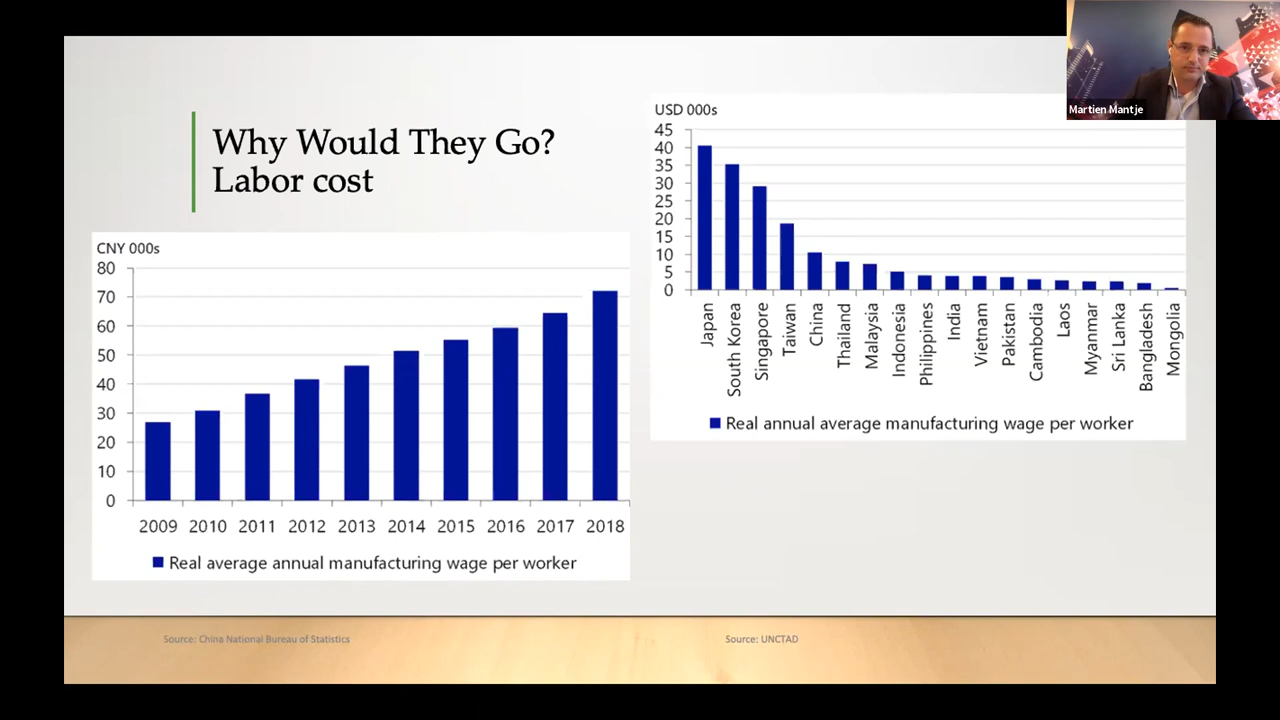 Martien Mantje
Why Would They Go?
Labor cost
CNY 000s
80
70
60
50
40
30
20
10
0
2009 2010 2011 2012 2013 2014 2015 2016 2017 2018
Real average annual manufacturing wage per worker
USD 000s
45
40
35
30
25
20
15
10
5
0
Japan
South Korea
Singapore
Taiwan
China
Thailand
Malaysia
Indonesia
Philippines
India
Vietnam
Pakistan
Cambodia
Laos
Myanmar
Sri Lanka
Bangladesh
Mongolia
Real annual average manufacturing wage per worker
Source: China National Bureau of Statistics
Source: UNCTAD